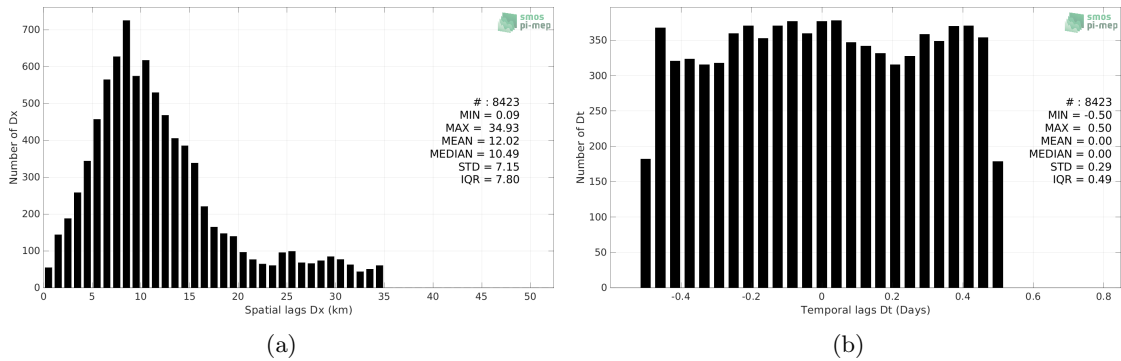 700
600
500
400
300
200
100
0
Number of Dx
0 5 10 15 20 25 30 35 40 45 50
Spatial lags Dx (km)
smos
pi-mep
# : 8423
MIN = 0.09
MAX = 34.93
MEAN = 12.02
MEDIAN = 10.49
STD = 7.15
IQR = 7.80
(a)
350
300
250
200
150
100
50
0
Number of Dt
-0.4 -0.2 0 0.2 0.4 0.6 0.8
Temporal lags Dt (Days)
smos
pi-mep
# : 8423
MIN = -0.50
MAX = 0.50
MEAN = 0.00
MEDIAN = 0.00
STD = 0.29
IQR = 0.49
(b)